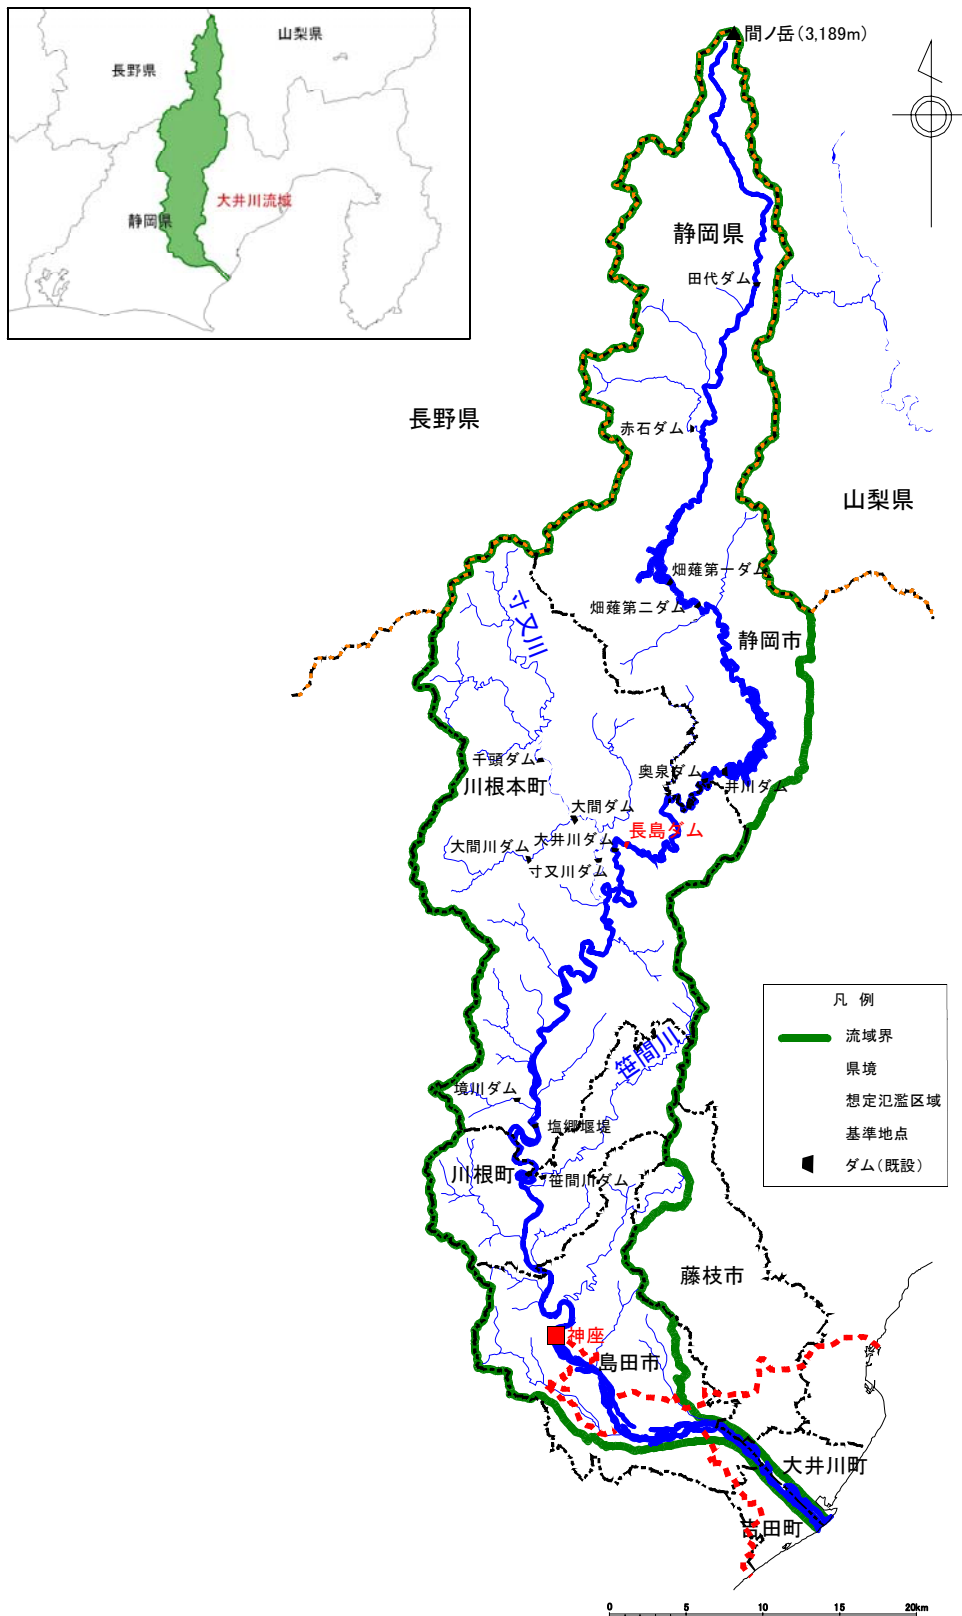 山梨県
長野県
大井川流域
静岡県
間ノ岳(3,189m)
静岡県
田代ダム
長野県
赤石ダム
山梨県
畑薙第一ダム
畑薙第二ダム
寸又川
静岡市
千頭ダム
奥泉ダム
井川ダム
川根本町
大間ダム
大井川ダム
長島ダム
大間川ダム
寸又川ダム
凡 例
流域界
県境
想定氾濫区域
基準地点
ダム(既設)
笹間川
境川ダム
塩郷堰堤
川根町
笹間川ダム
藤枝市
神座
島田市
大井川町
吉田町
0 5 10 20km